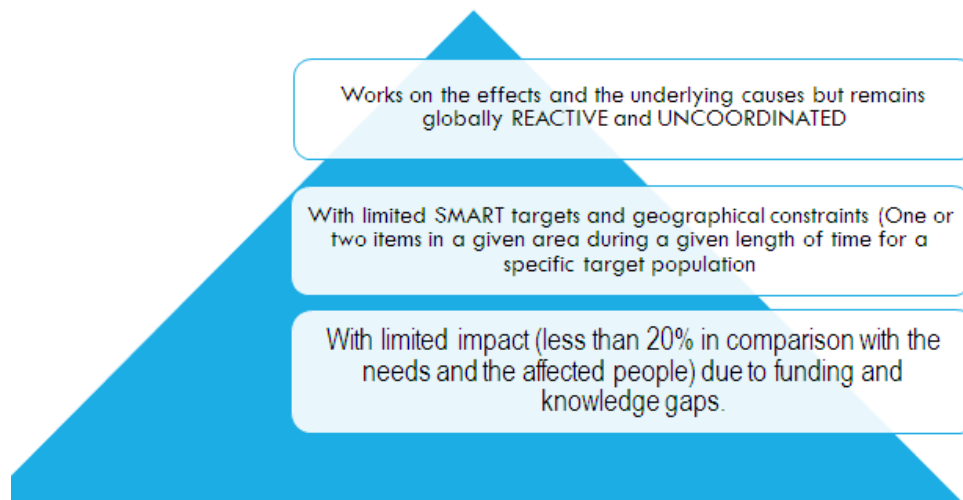 Works on the effects and the underlying causes but remains
globally REACTIVE and UNCOORDINATED
With limited SMART targets and geographical constraints (One or
two items in a given area during a given length of time for a
specific target population
With limited impact (less than 20% in comparison with the
needs and the affected people) due to funding and
knowledge gaps.